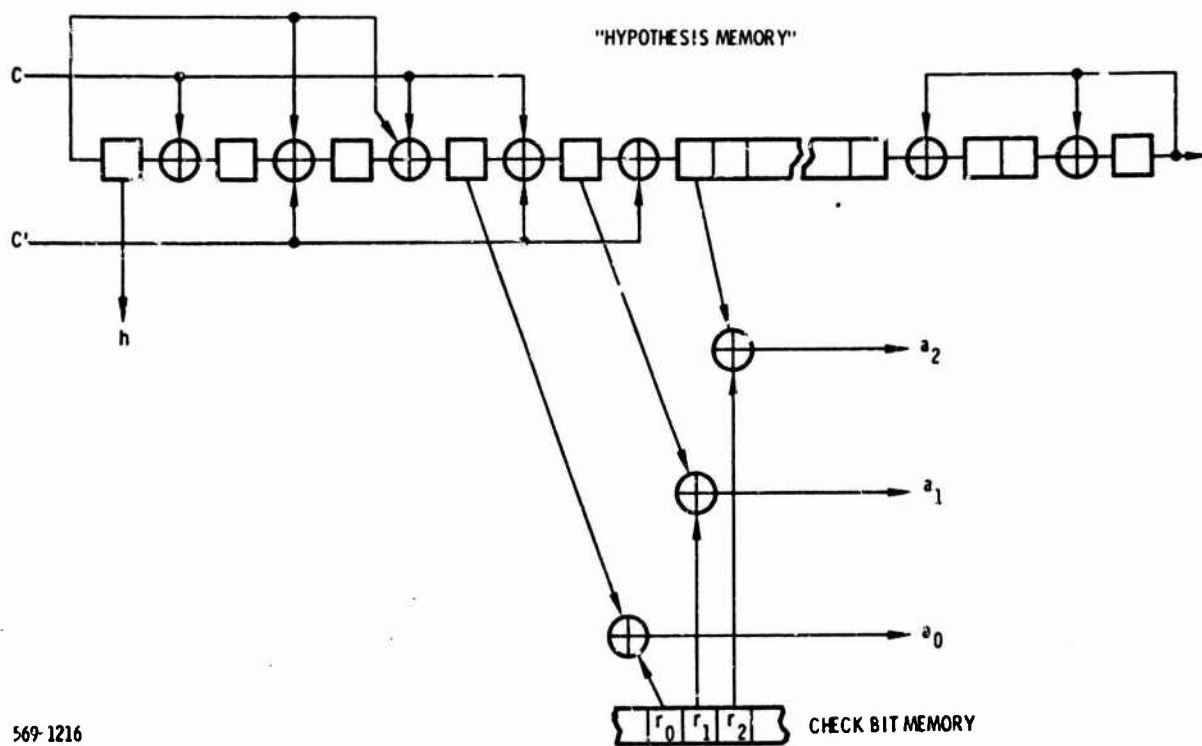 "HYPOTHESIS MEMORY"
C
C'
h
a2
a1
a0
r0 r1 r2
CHECK BIT MEMORY
569-1216